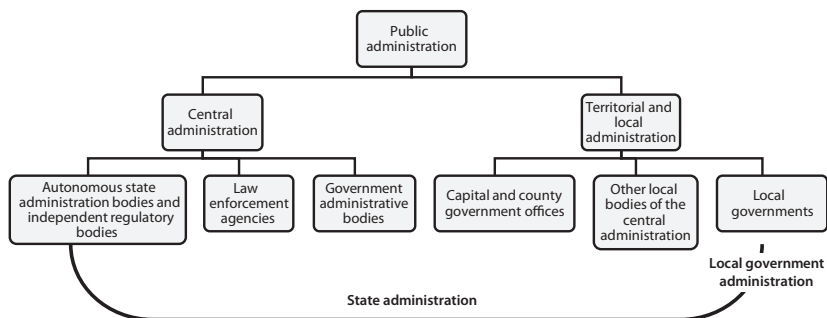 Public
administration
Central
administration
Territorial and
local
administration
Autonomous state
administration bodies and
independent regulatory
bodies
Law
enforcement
agencies
Government
administrative
bodies
Capital and county
government offices
Other local
bodies of the
central
administration
Local
governments
Local government
administration
State administration